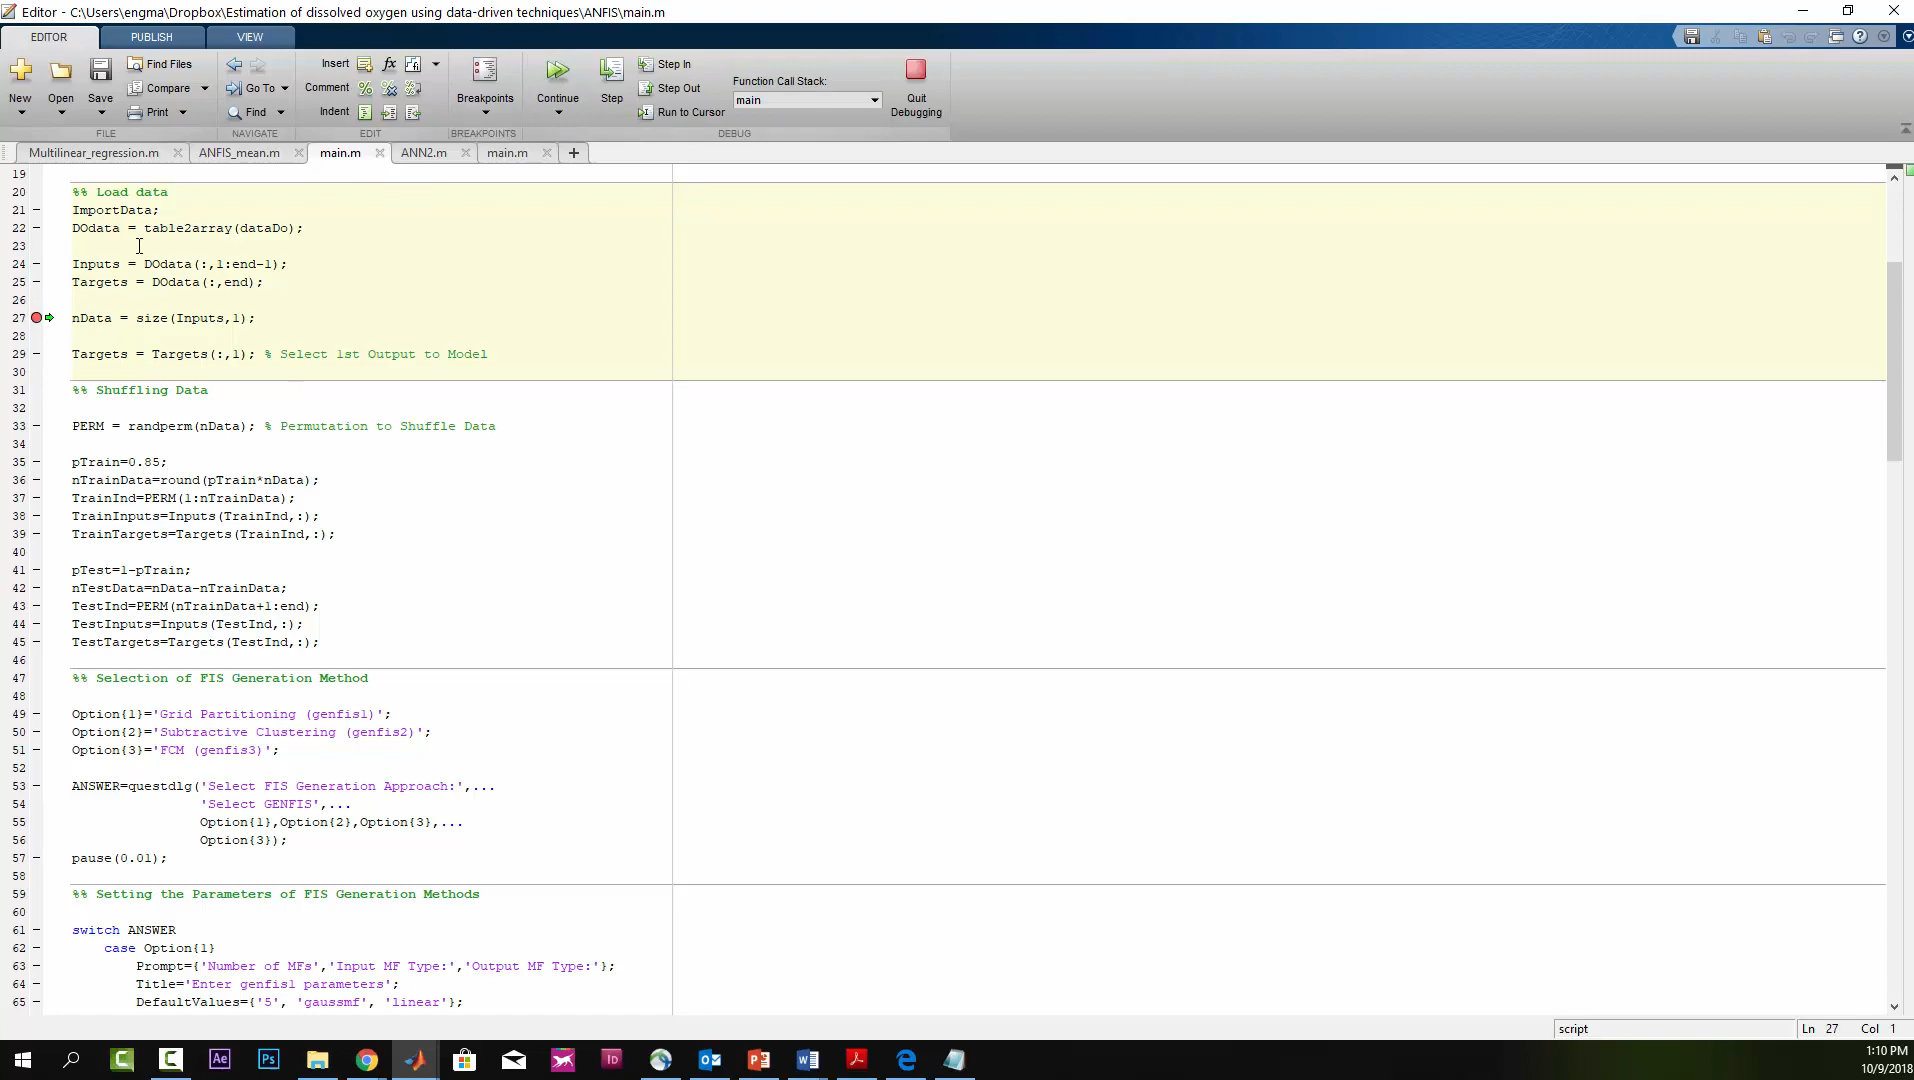 Editor - C:\Users\engma\Dropbox\Estimation of dissolved oxygen using data-driven techniques\ANFIS\main.m
EDITOR PUBLISH VIEW
New Open Save Find Files Compare Print
FILE
Go To Find
NAVIGATE
Insert fx
Comment
Indent
EDIT
Breakpoints
BREAKPOINTS
Continue Step Step In Step Out Run to Cursor
Function Call Stack:
main
Quit Debugging
DEBUG
Multilinear_regression.m ANFIS_mean.m main.m ANN2.m main.m
19
20 %% Load data
21 ImportData;
22 DOdata = table2array(dataDo);
23
24 Inputs = DOdata(:,1:end-1);
25 Targets = DOdata(:,end);
26
27 nData = size(Inputs,1);
28
29 Targets = Targets(:,1); % Select 1st Output to Model
30
31 %% Shuffling Data
32
33 PERM = randperm(nData); % Permutation to Shuffle Data
34
35 pTrain=0.85;
36 nTrainData=round(pTrain*nData);
37 TrainInd=PERM(1:nTrainData);
38 TrainInputs=Inputs(TrainInd,:);
39 TrainTargets=Targets(TrainInd,:);
40
41 pTest=1-pTrain;
42 nTestData=nData-nTrainData;
43 TestInd=PERM(nTrainData+1:end);
44 TestInputs=Inputs(TestInd,:);
45 TestTargets=Targets(TestInd,:);
46
47 %% Selection of FIS Generation Method
48
49 Option{1}='Grid Partitioning (genfis1)';
50 Option{2}='Subtractive Clustering (genfis2)';
51 Option{3}='FCM (genfis3)';
52
53 ANSWER=questdlg('Select FIS Generation Approach:',...
54 'Select GENFIS',...
55 Option{1},Option{2},Option{3},...
56 Option{3});
57 pause(0.01);
58
59 %% Setting the Parameters of FIS Generation Methods
60
61 switch ANSWER
62 case Option{1}
63 Prompt={'Number of MFs','Input MF Type:','Output MF Type:'};
64 Title='Enter genfis1 parameters';
65 DefaultValues={'5', 'gaussmf', 'linear'};
script Ln 27 Col 1
Ae Ps Id
1:10 PM
10/9/2018